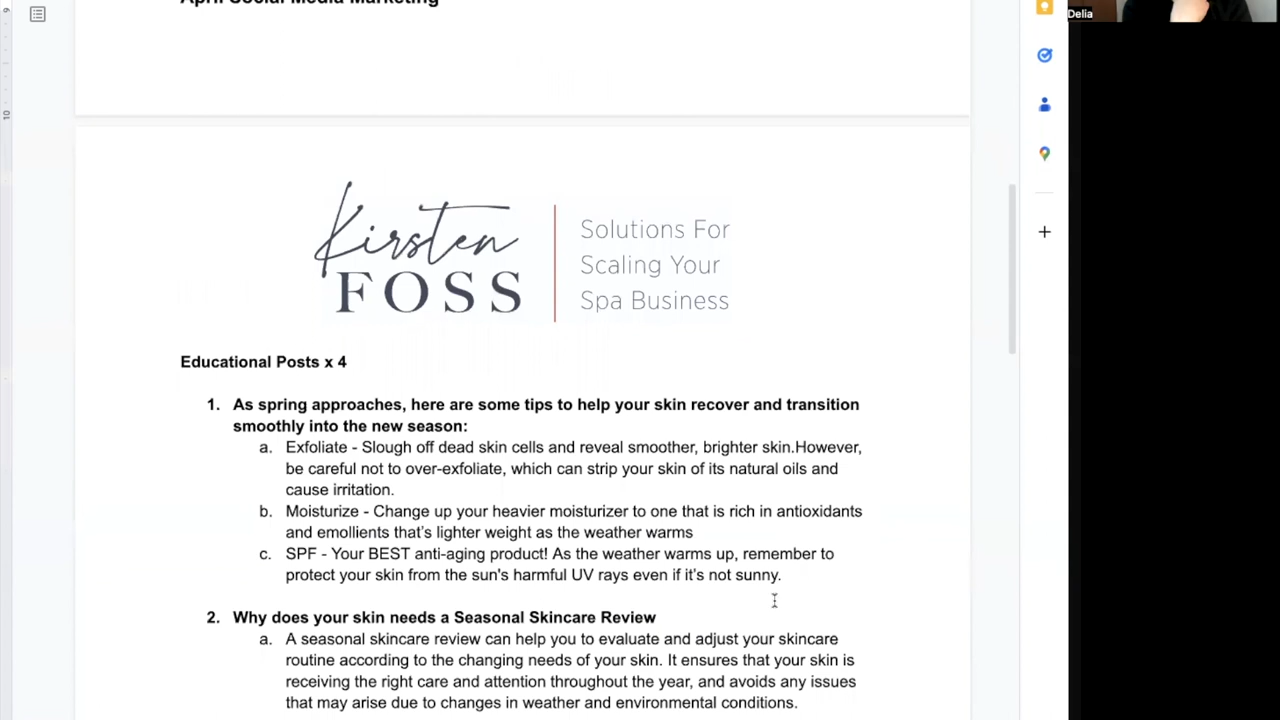 April Social Media Marketing
Delia
Kirsten
FOSS
Solutions For
Scaling Your
Spa Business
Educational Posts x 4
1. As spring approaches, here are some tips to help your skin recover and transition
smoothly into the new season:
a. Exfoliate - Slough off dead skin cells and reveal smoother, brighter skin.However,
be careful not to over-exfoliate, which can strip your skin of its natural oils and
cause irritation.
b. Moisturize - Change up your heavier moisturizer to one that is rich in antioxidants
and emollients that's lighter weight as the weather warms
c. SPF - Your BEST anti-aging product! As the weather warms up, remember to
protect your skin from the sun's harmful UV rays even if it's not sunny.
2. Why does your skin needs a Seasonal Skincare Review
a. A seasonal skincare review can help you to evaluate and adjust your skincare
routine according to the changing needs of your skin. It ensures that your skin is
receiving the right care and attention throughout the year, and avoids any issues
that may arise due to changes in weather and environmental conditions.